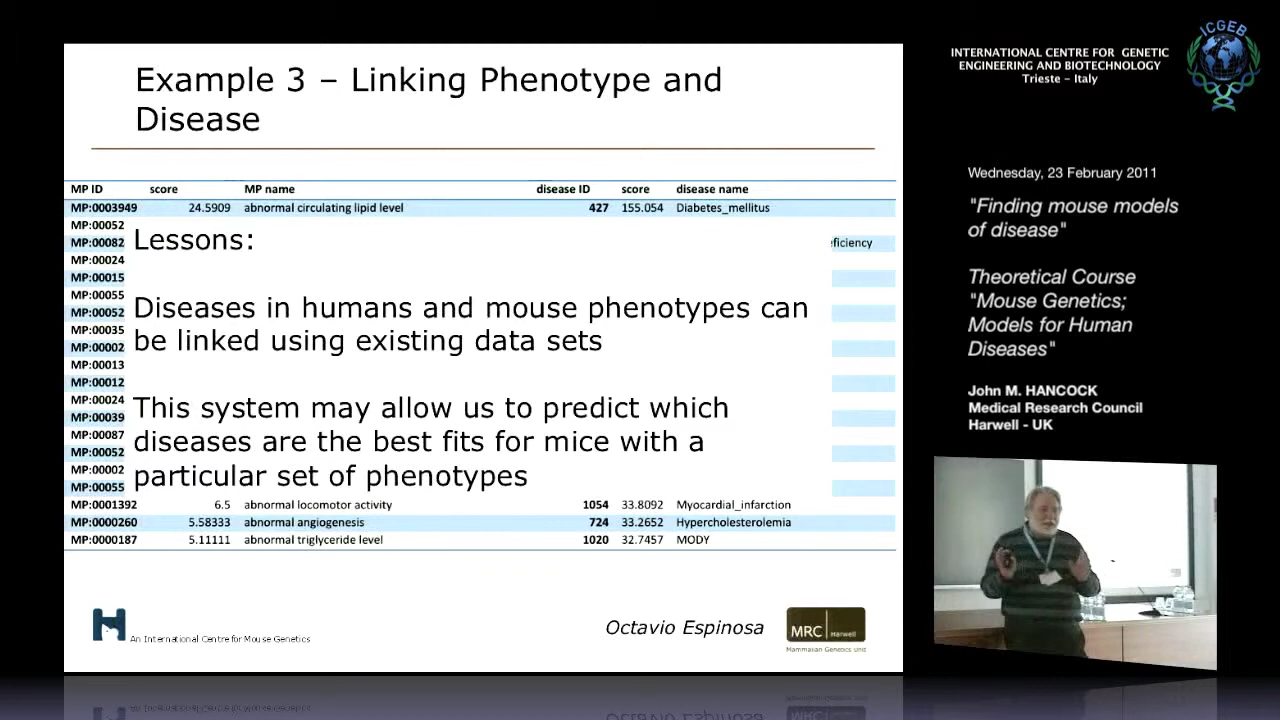 Example 3 – Linking Phenotype and
Disease
MP ID score MP name disease ID score disease name
MP:0003949 24.5909 abnormal circulating lipid level 427 155.054 Diabetes_mellitus
MP:00052
MP:00082 eficiency
MP:00024
MP:00015
MP:00055
MP:00052
MP:00035
MP:00002
MP:00013
MP:00012
MP:00024
MP:00039
MP:00087
MP:00052
MP:00002
MP:00055
Lessons:
Diseases in humans and mouse phenotypes can
be linked using existing data sets
This system may allow us to predict which
diseases are the best fits for mice with a
particular set of phenotypes
MP:0001392 6.5 abnormal locomotor activity 1054 33.8092 Myocardial_infarction
MP:0000260 5.58333 abnormal angiogenesis 724 33.2652 Hypercholesterolemia
MP:0000187 5.11111 abnormal triglyceride level 1020 32.7457 MODY
An International Centre for Mouse Genetics
Octavio Espinosa
MRC Harwell
Mammalian Genetics Unit
INTERNATIONAL CENTRE FOR GENETIC
ENGINEERING AND BIOTECHNOLOGY
Trieste – Italy
ICGEB
Wednesday, 23 February 2011
"Finding mouse models
of disease"
Theoretical Course
"Mouse Genetics;
Models for Human
Diseases"
John M. HANCOCK
Medical Research Council
Harwell - UK